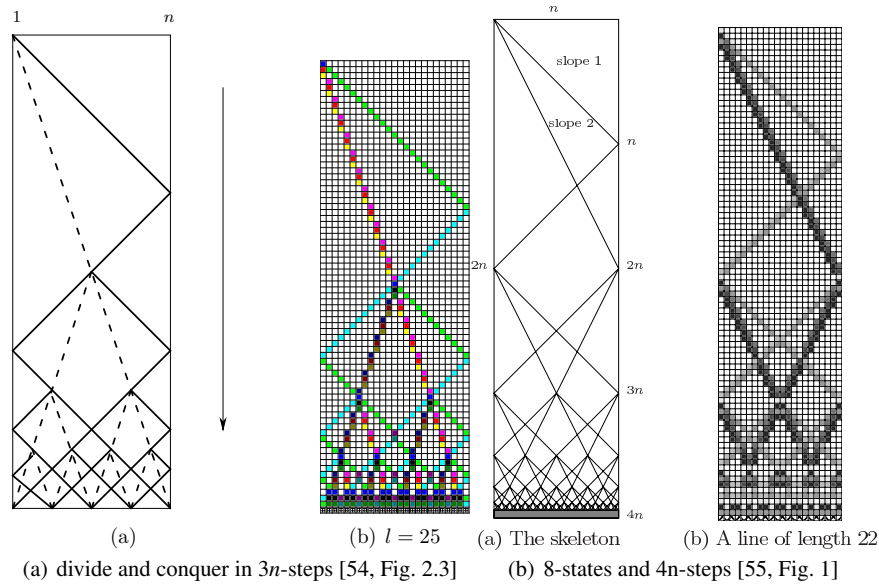 1 n
n
slope 1
slope 2
n
2n 2n
3n
4n
(a) (b) l = 25 (a) The skeleton (b) A line of length 22
(a) divide and conquer in 3n-steps [54, Fig. 2.3] (b) 8-states and 4n-steps [55, Fig. 1]